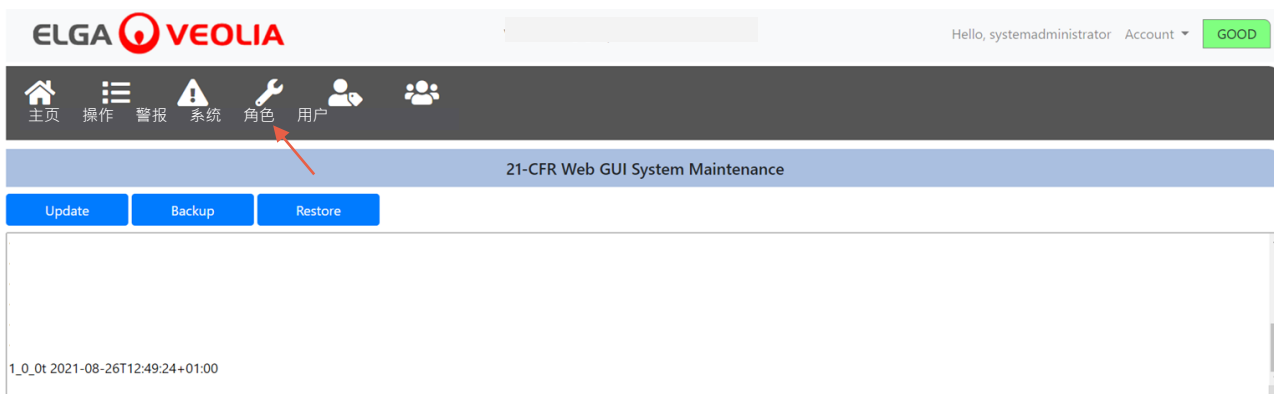 ELGA VEOLIA
Hello, systemadministrator Account GOOD
主页 操作 警报 系统 角色 用户
21-CFR Web GUI System Maintenance
Update Backup Restore
1_0_0t 2021-08-26T12:49:24+01:00